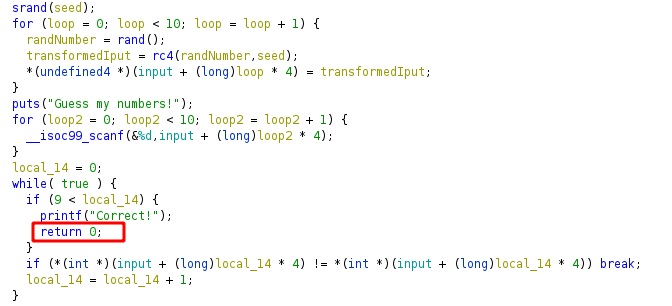 srand(seed);
for (loop = 0; loop < 10; loop = loop + 1) {
randNumber = rand();
transformedIput = rc4(randNumber,seed);
*(undefined4 *)(input + (long)loop * 4) = transformedIput;
}
puts("Guess my numbers!");
for (loop2 = 0; loop2 < 10; loop2 = loop2 + 1) {
__isoc99_scanf(&%d,input + (long)loop2 * 4);
}
local_14 = 0;
while( true ) {
if (9 < local_14) {
printf("Correct!");
return 0;
}
if (*(int *)(input + (long)local_14 * 4) != *(int *)(input + (long)local_14 * 4)) break;
local_14 = local_14 + 1;
}